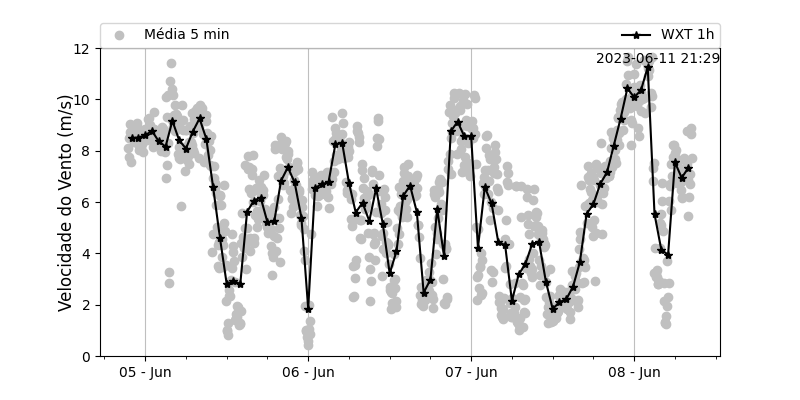 Média 5 min
WXT 1h
2023-06-11 21:29
12
10
8
6
4
2
0
Velocidade do Vento (m/s)
05 - Jun
06 - Jun
07 - Jun
08 - Jun